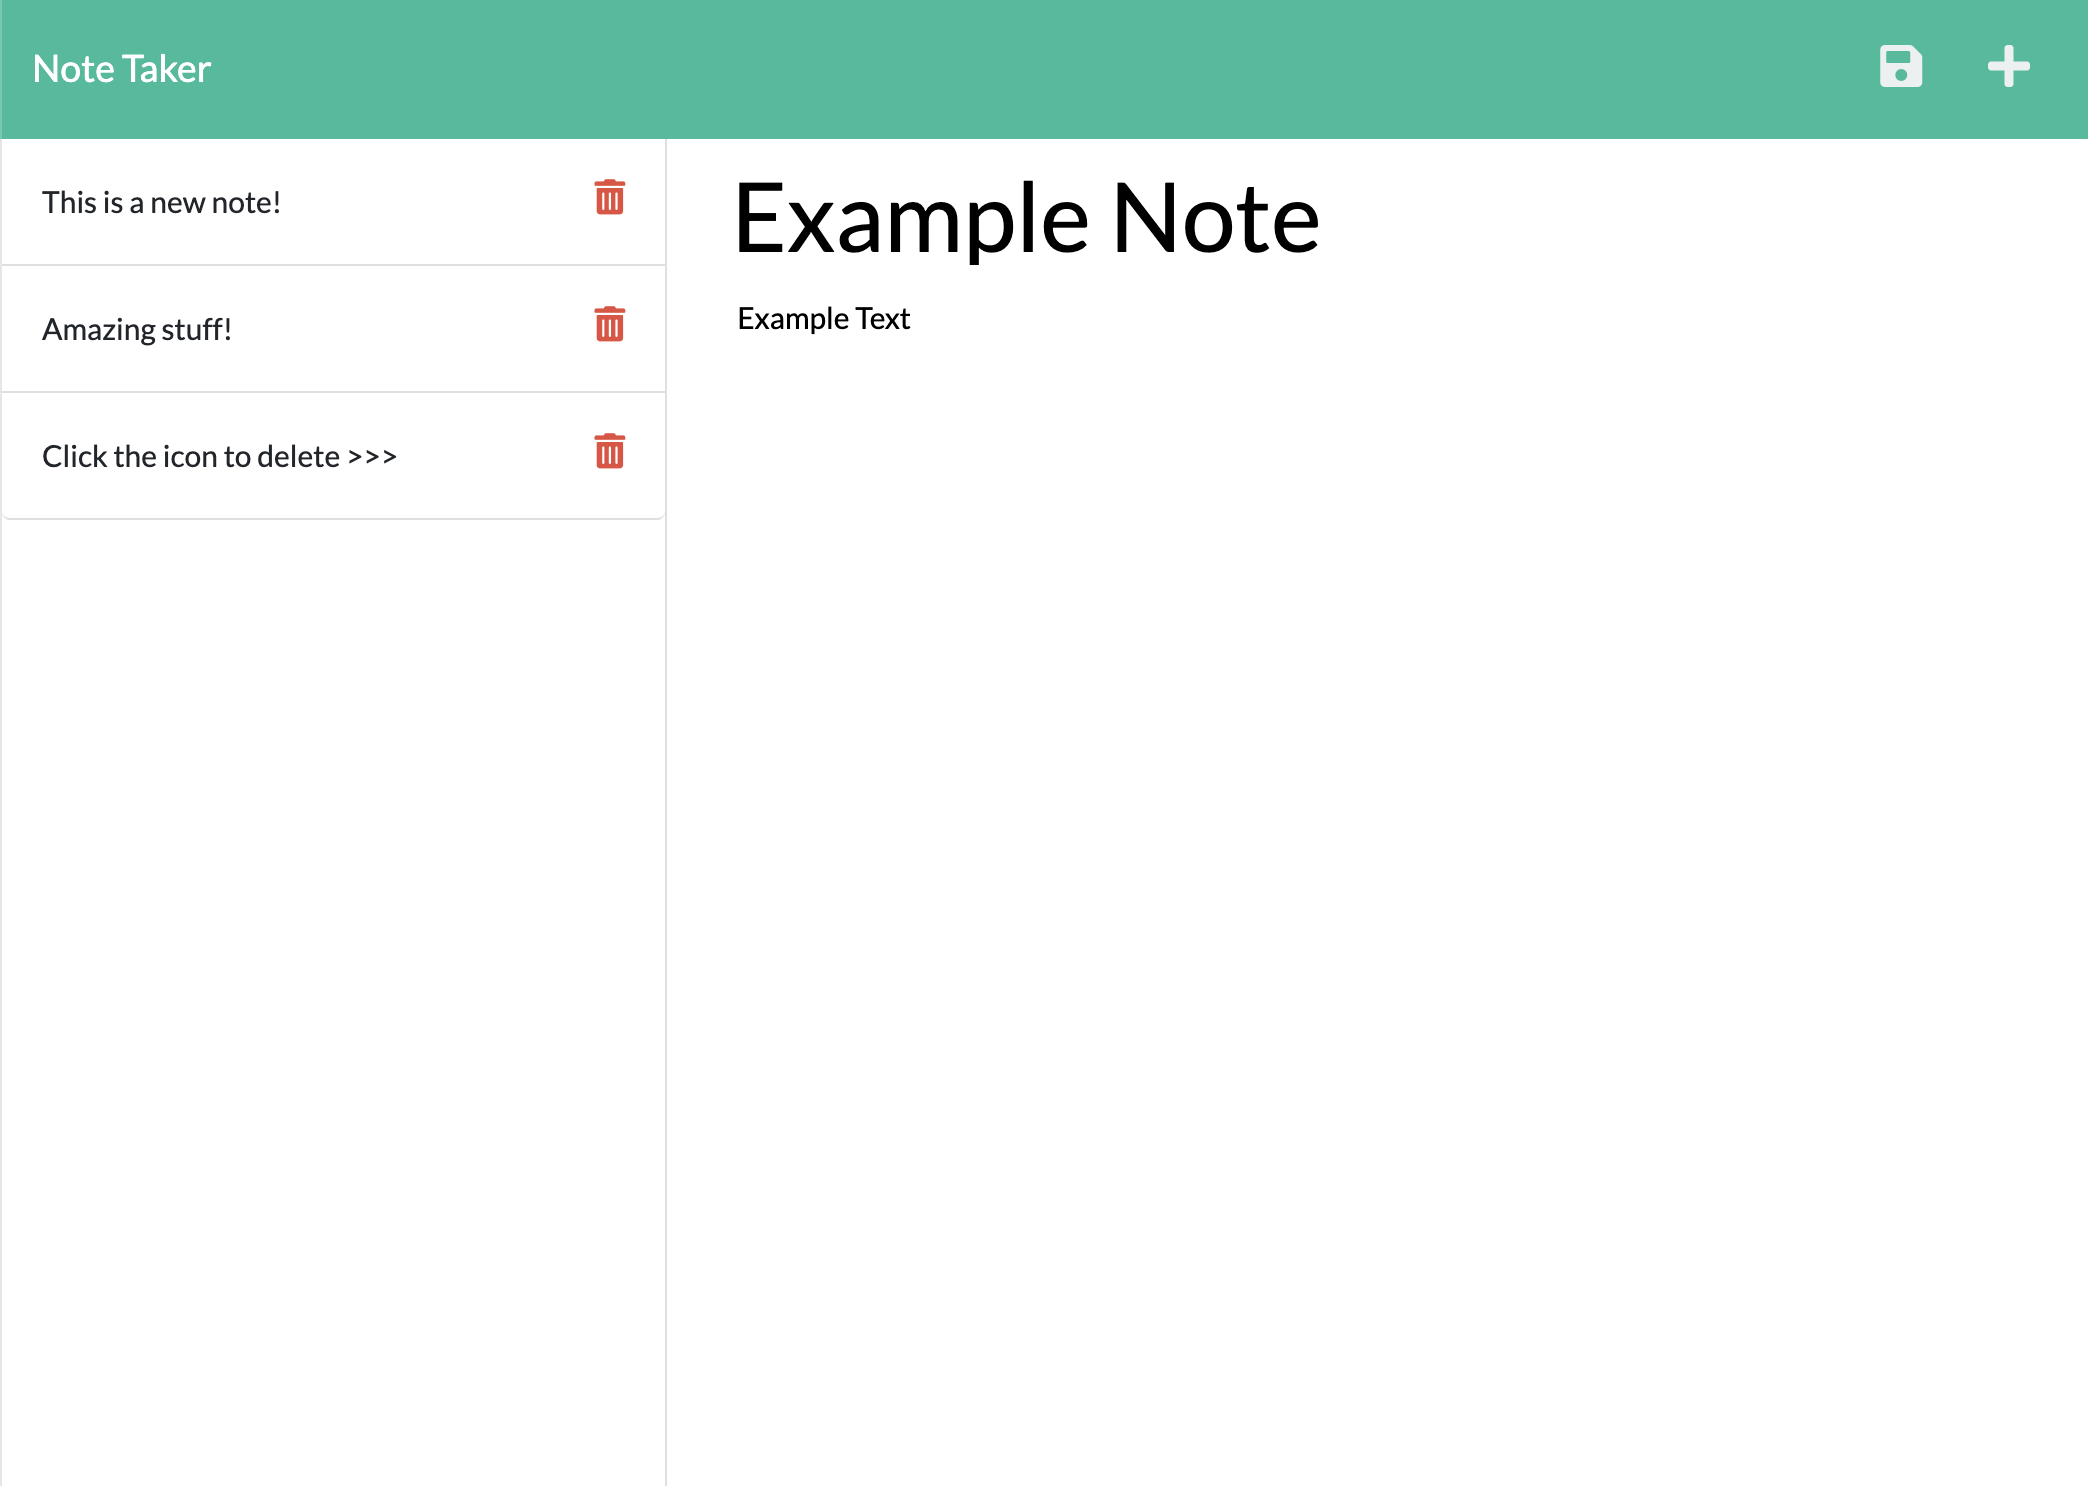 Note Taker
This is a new note!
Amazing stuff!
Click the icon to delete >>>
Example Note
Example Text